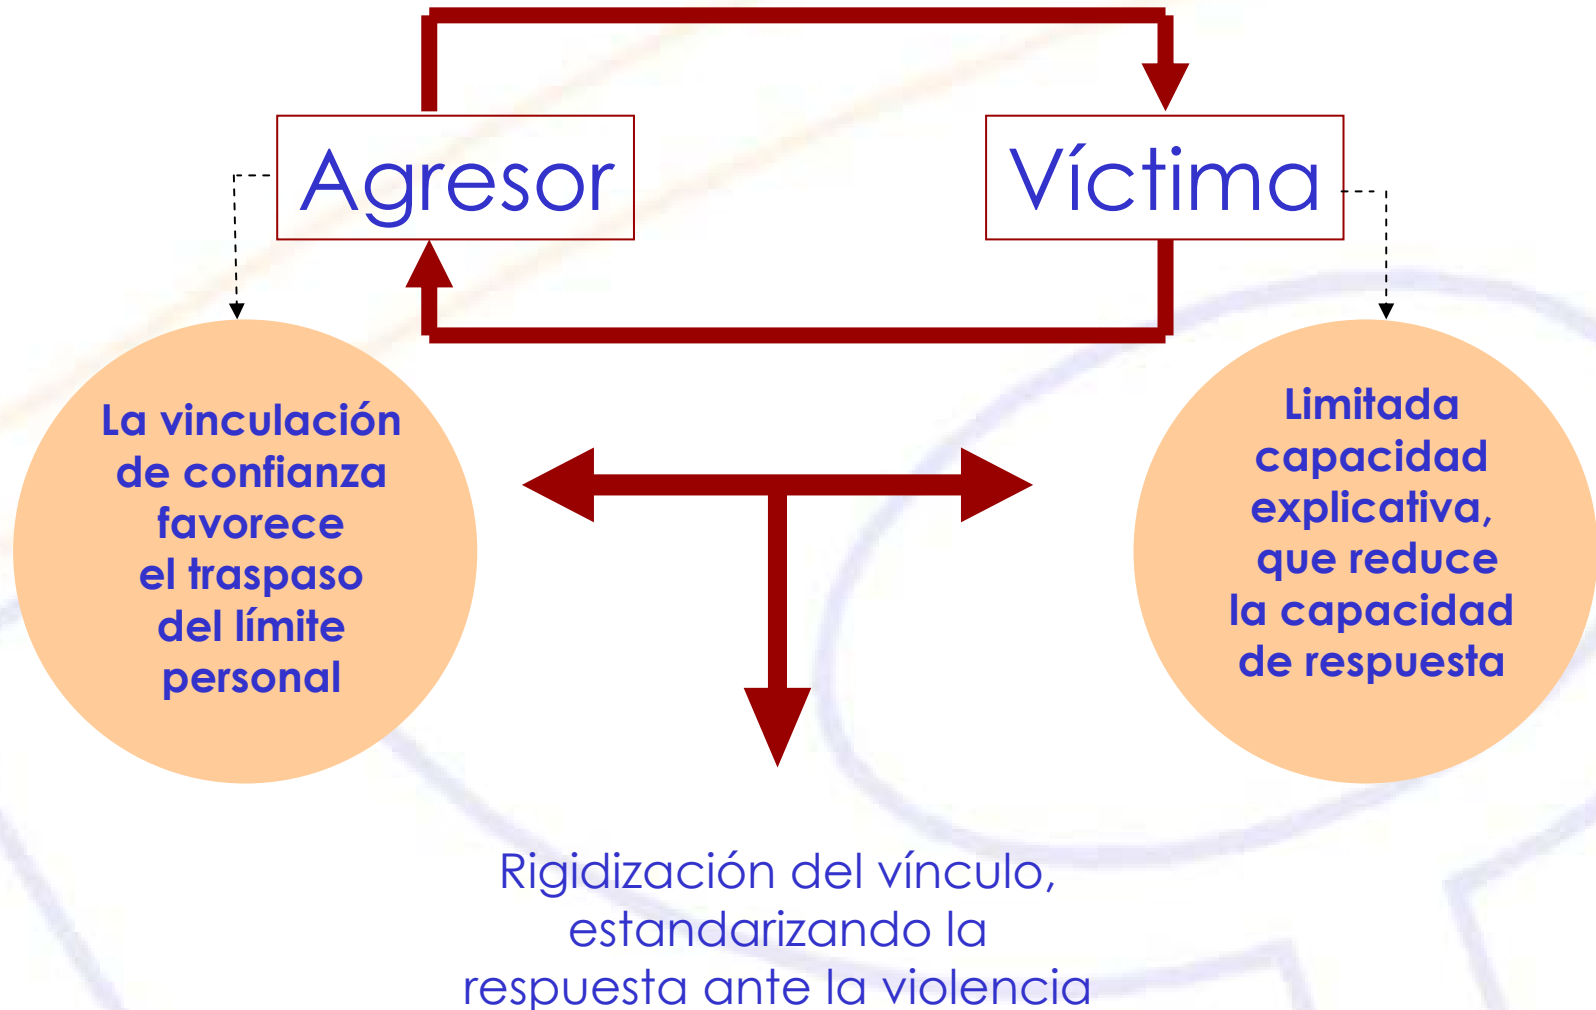 Agresor
Víctima
La vinculación
de confianza
favorece
el traspaso
del límite
personal
Limitada
capacidad
explicativa,
que reduce
la capacidad
de respuesta
Rigidización del vínculo,
estandarizando la
respuesta ante la violencia